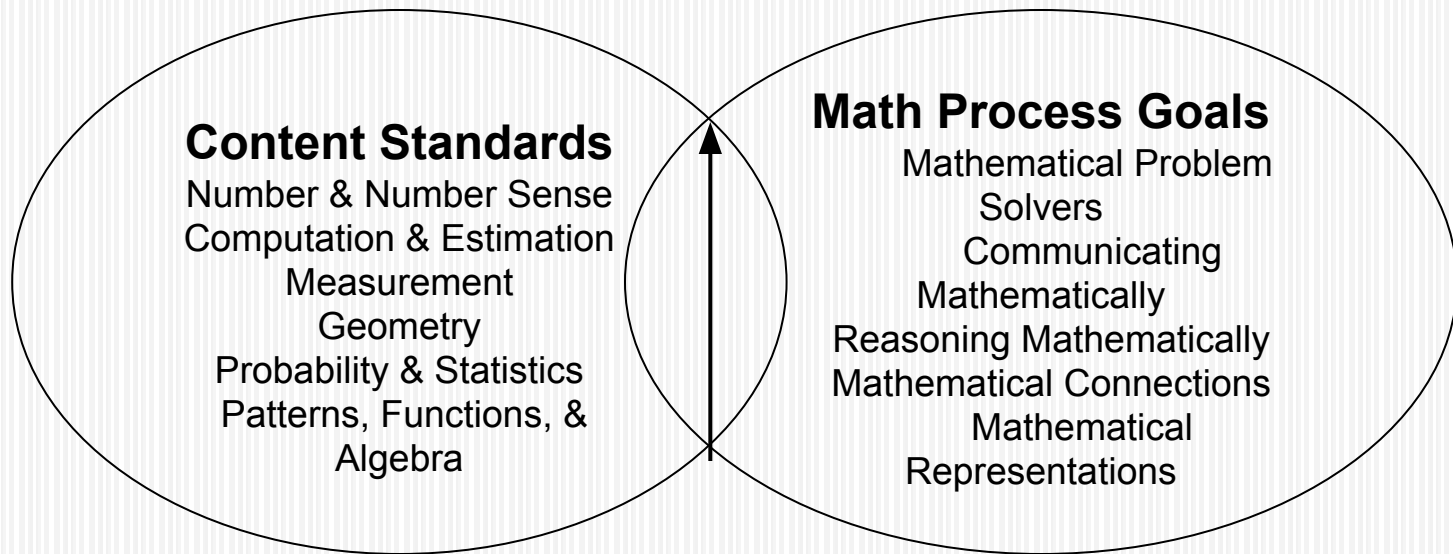 Content Standards
Number & Number Sense
Computation & Estimation
Measurement
Geometry
Probability & Statistics
Patterns, Functions, &
Algebra
Math Process Goals
Mathematical Problem
Solvers
Communicating
Mathematically
Reasoning Mathematically
Mathematical Connections
Mathematical
Representations